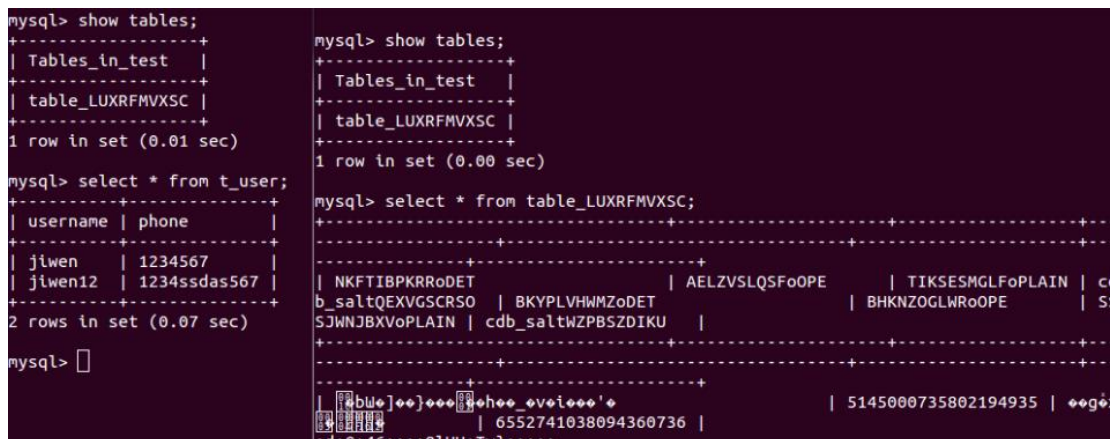 mysql> show tables;
+------------------+
| Tables_in_test   |
+------------------+
| table_LUXRFMVXSC |
+------------------+
1 row in set (0.01 sec)
mysql> select * from t_user;
+----------+--------------+
| username | phone        |
+----------+--------------+
| jiwen    | 1234567      |
| jiwen12  | 1234ssdas567 |
+----------+--------------+
2 rows in set (0.07 sec)
mysql>
mysql> show tables;
+------------------+
| Tables_in_test   |
+------------------+
| table_LUXRFMVXSC |
+------------------+
1 row in set (0.00 sec)
mysql> select * from table_LUXRFMVXSC;
| NKFTIBPKRRoDET | AELZVSLQSFoOPE | TIKSESMGLFoPLAIN |
b_saltQEXVGSCRSO | BKYPLVHWMZoDET | BHKNZOGLWRoOPE |
SJWNJBXVoPLAIN | cdb_saltWZPBSZDIKU |
| 5145000735802194935 |
| 6552741038094360736 |